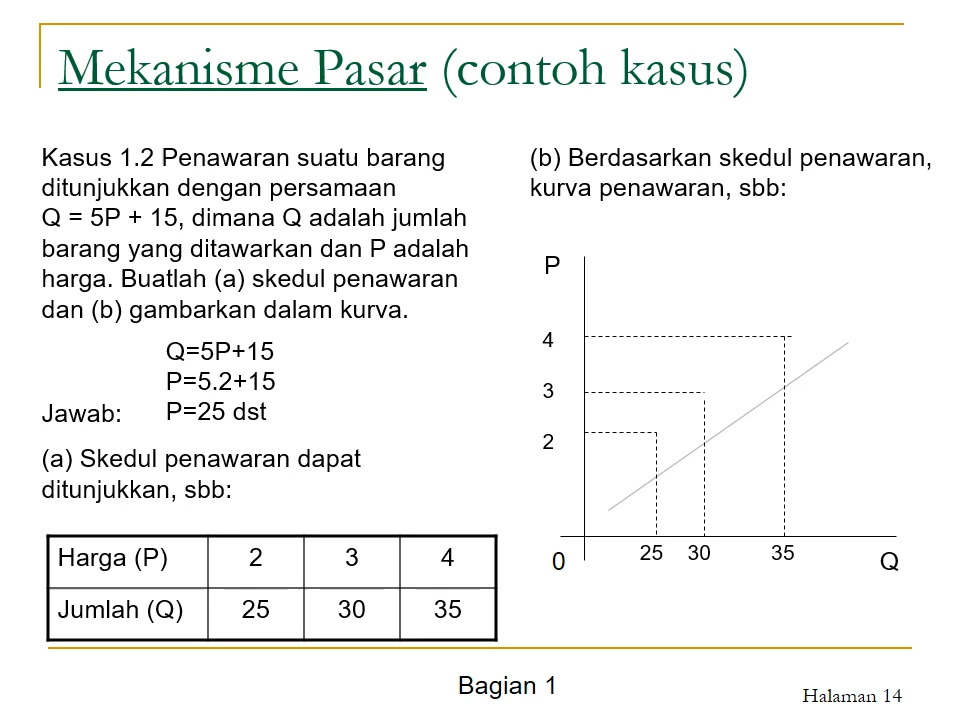 Mekanisme Pasar (contoh kasus)
Kasus 1.2 Penawaran suatu barang
ditunjukkan dengan persamaan
Q = 5P + 15, dimana Q adalah jumlah
barang yang ditawarkan dan P adalah
harga. Buatlah (a) skedul penawaran
dan (b) gambarkan dalam kurva.
Q=5P+15
P=5.2+15
Jawab: P=25 dst
(a) Skedul penawaran dapat
ditunjukkan, sbb:
Harga (P) 2 3 4
Jumlah (Q) 25 30 35
(b) Berdasarkan skedul penawaran,
kurva penawaran, sbb:
P
4
3
2
0 25 30 35 Q
Bagian 1
Halaman 14